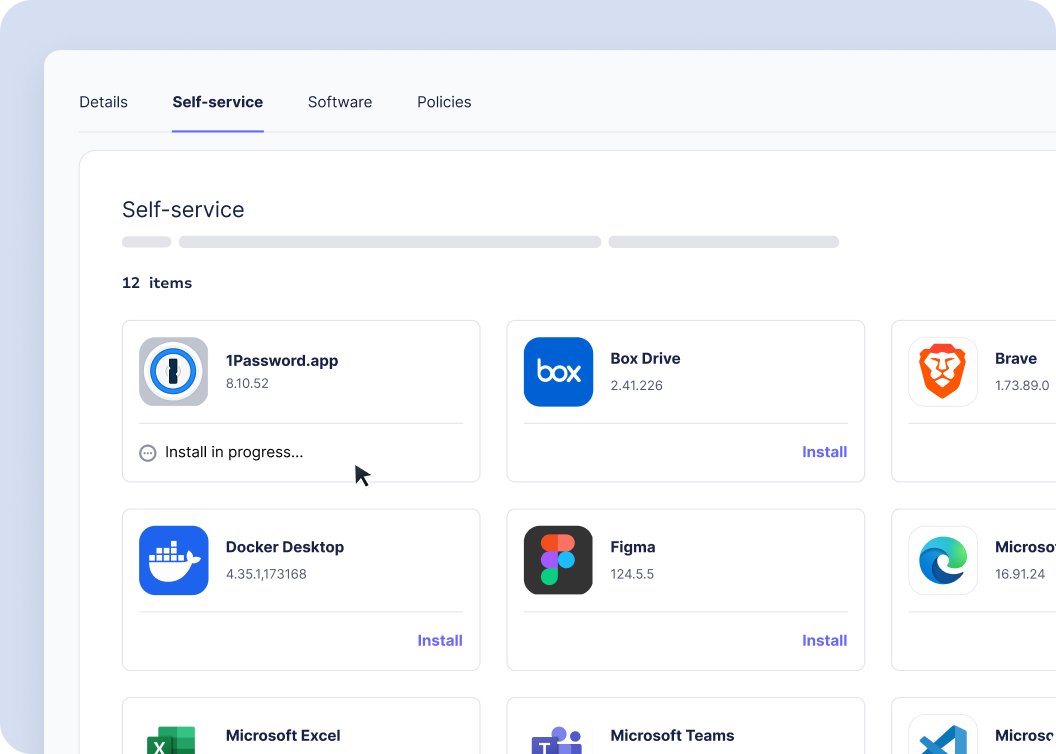 Details Self-service Software Policies
Self-service
12 items
1Password.app
8.10.52
Install in progress...
box
Box Drive
2.41.226
Install
Brave
1.73.89.0
Docker Desktop
4.35.1,173168
Install
Figma
124.5.5
Install
Microso
16.91.24
X
Microsoft Excel
T
Microsoft Teams
Microso